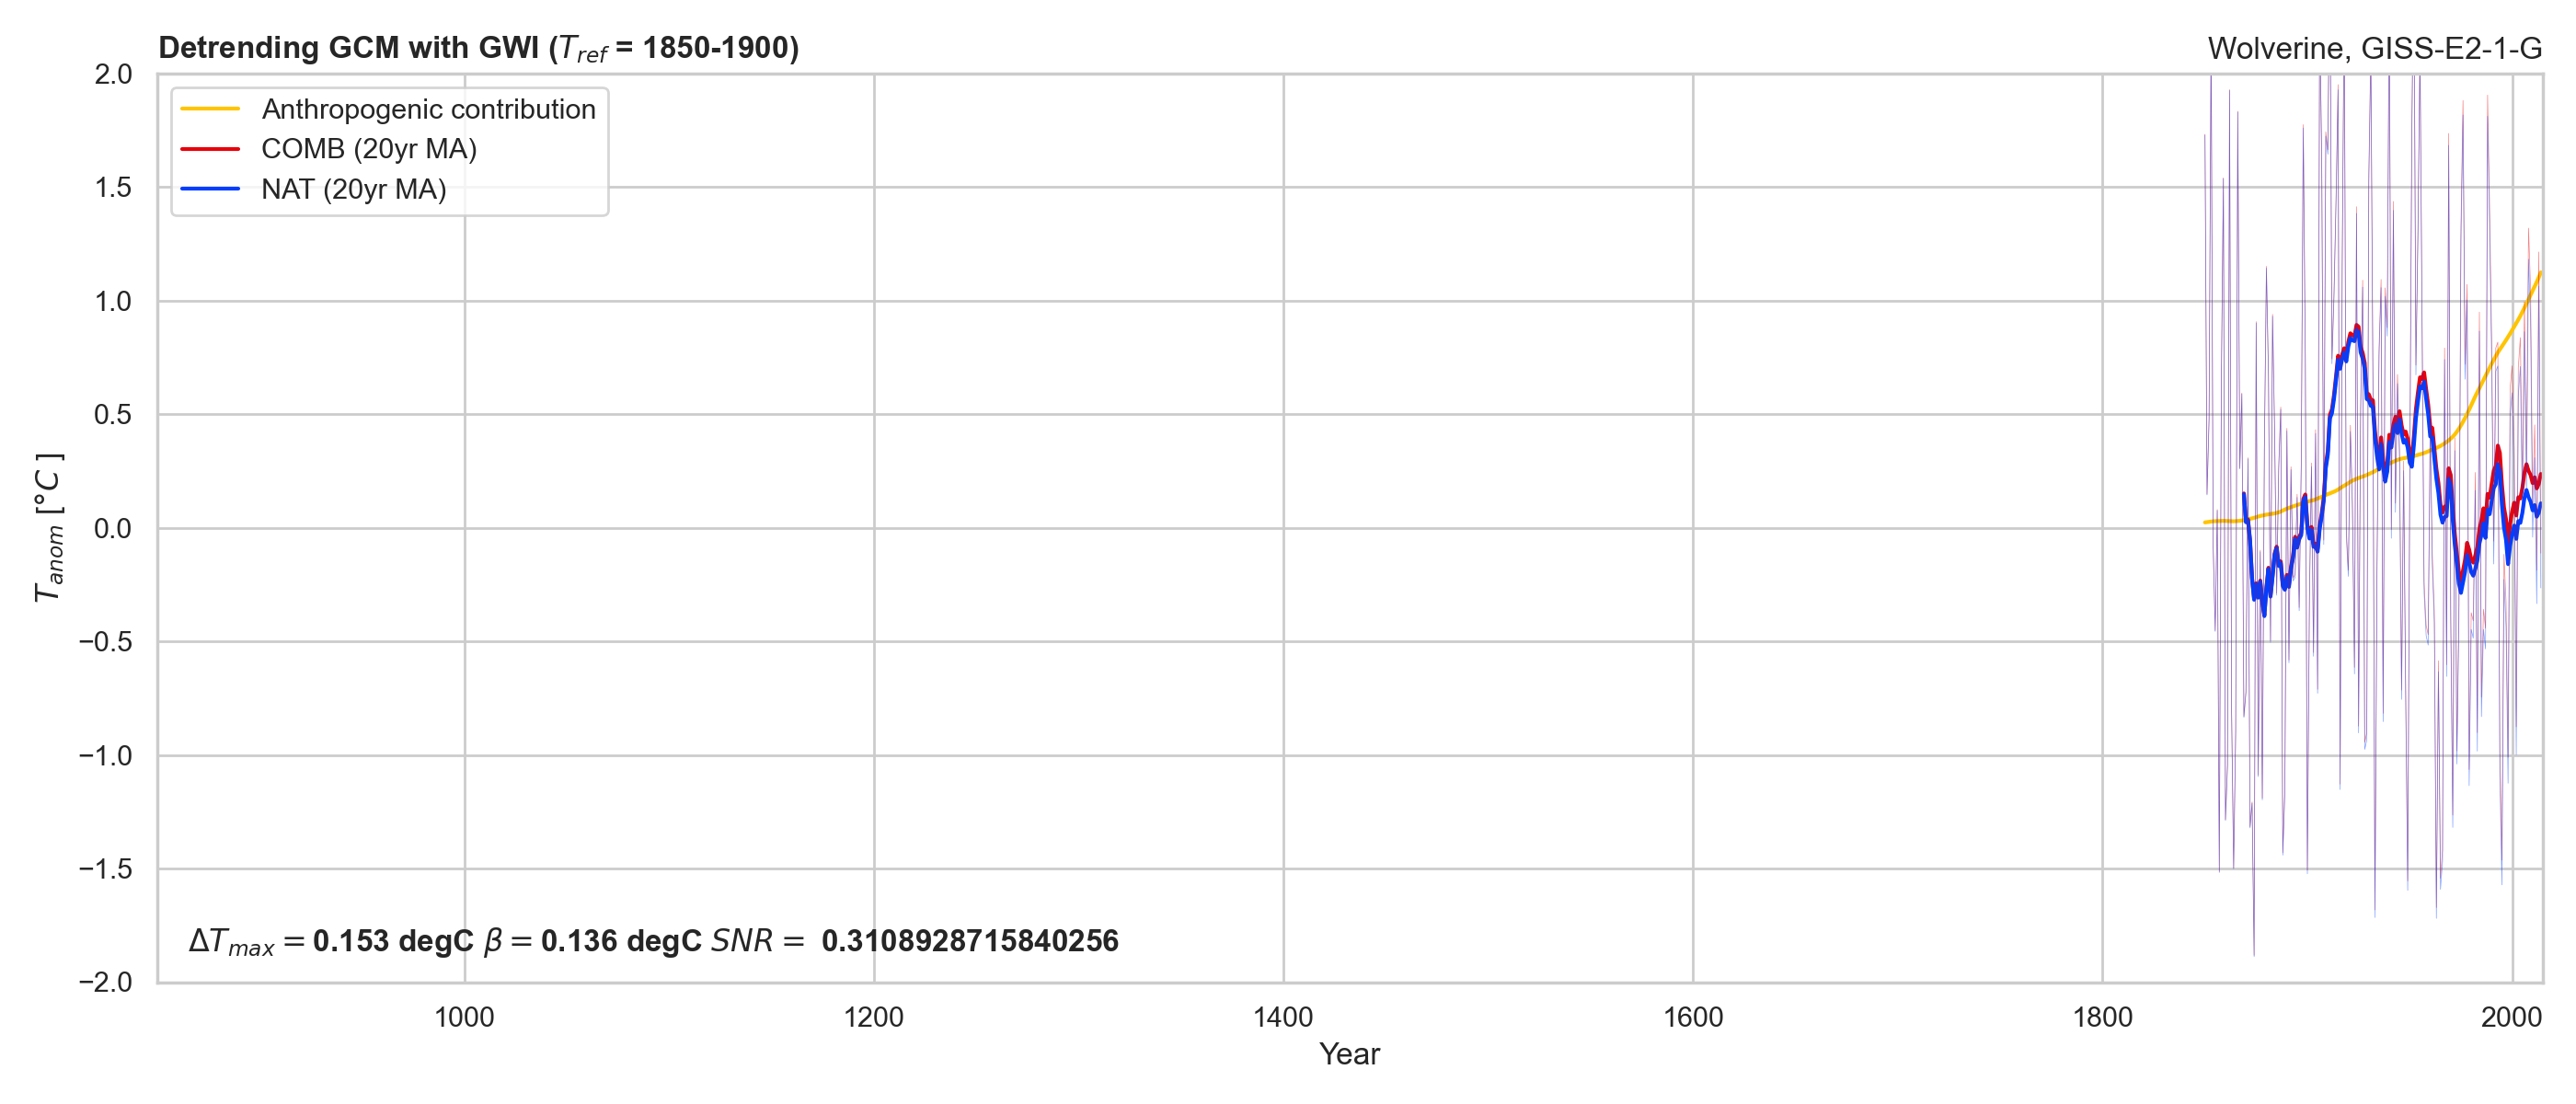 Detrending GCM with GWI (T_ref = 1850-1900)
Wolverine, GISS-E2-1-G
Anthropogenic contribution
COMB (20yr MA)
NAT (20yr MA)
2.0
1.5
1.0
0.5
0.0
−0.5
−1.0
−1.5
−2.0
T_anom [°C ]
ΔT_max = 0.153 degC β = 0.136 degC SNR = 0.3108928715840256
1000 1200 1400 1600 1800 2000
Year